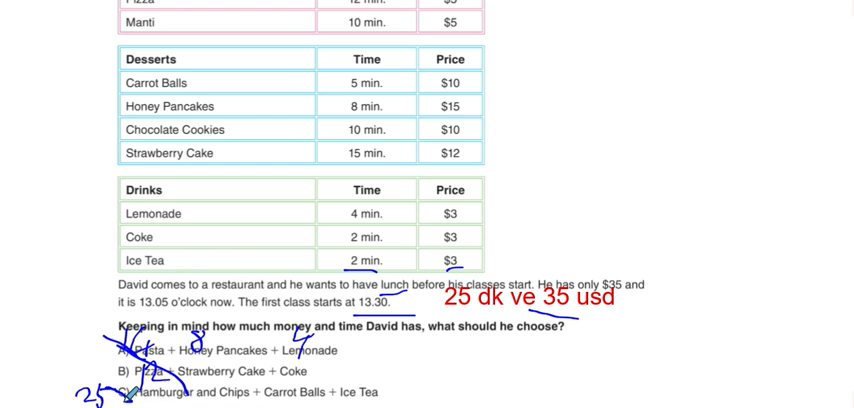 Pizza 12 min. $5
Manti 10 min. $5
Desserts Time Price
Carrot Balls 5 min. $10
Honey Pancakes 8 min. $15
Chocolate Cookies 10 min. $10
Strawberry Cake 15 min. $12
Drinks Time Price
Lemonade 4 min. $3
Coke 2 min. $3
Ice Tea 2 min. $3
David comes to a restaurant and he wants to have lunch before his classes start. He has only $35 and
it is 13.05 o'clock now. The first class starts at 13.30.
25 dk ve 35 usd
Keeping in mind how much money and time David has, what should he choose?
8 4
A) Pasta + Honey Pancakes + Lemonade
12
B) Pizza + Strawberry Cake + Coke
25
C) Hamburger and Chips + Carrot Balls + Ice Tea